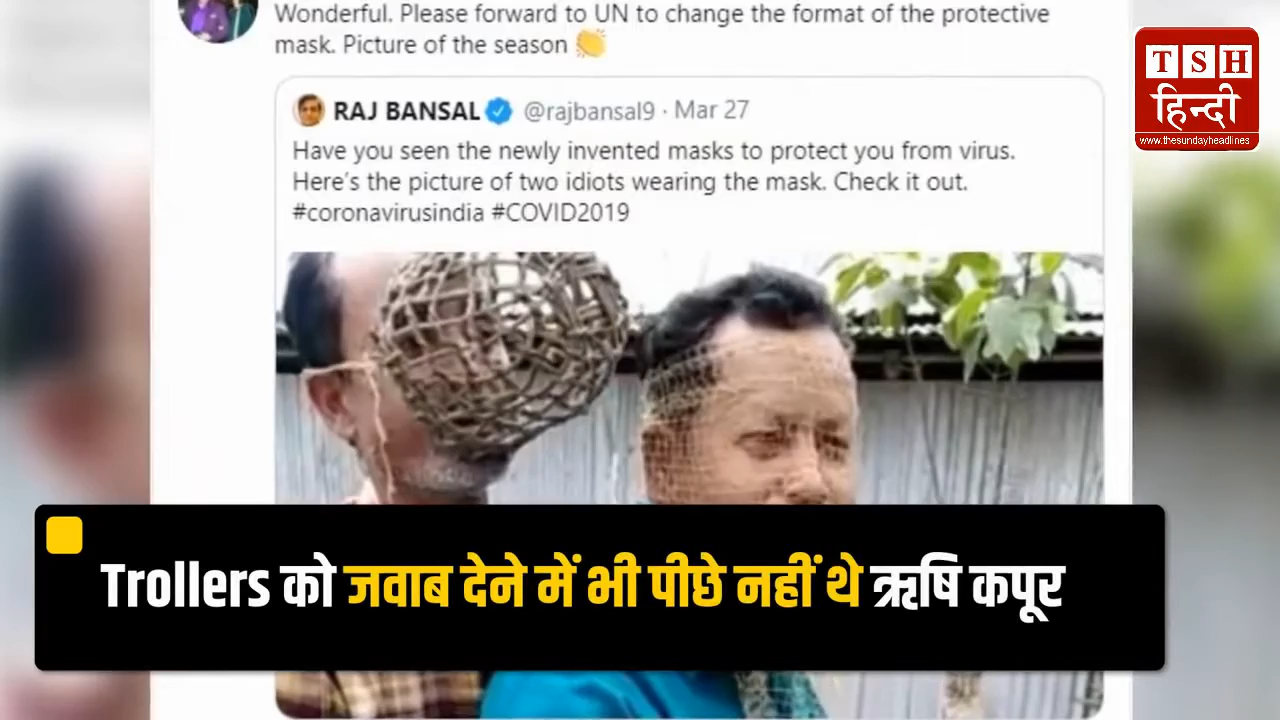 Wonderful. Please forward to UN to change the format of the protective
mask. Picture of the season 👏
T S H
हिन्दी
www.thesundayheadlines
RAJ BANSAL @rajbansal9 · Mar 27
Have you seen the newly invented masks to protect you from virus.
Here's the picture of two idiots wearing the mask. Check it out.
#coronavirusindia #COVID2019
Trollers को जवाब देने में भी पीछे नहीं थे ऋषि कपूर